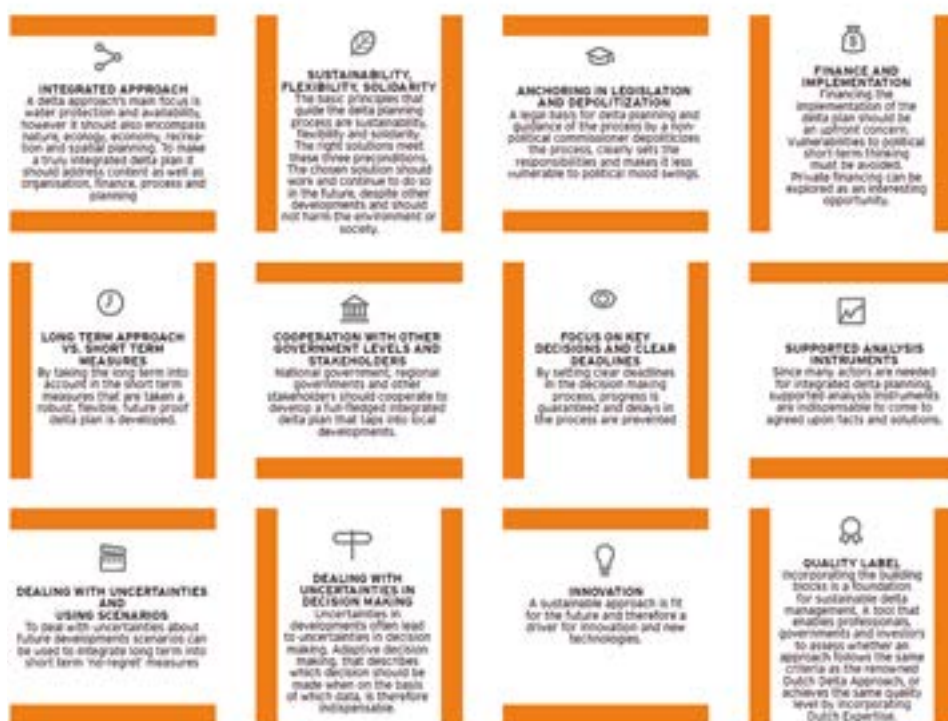 INTEGRATED APPROACH
A delta approach's main focus is
water protection and availability,
however it should also encompass
nature, ecology, economy, recrea-
tion and spatial planning. To make
a truly integrated delta plan it
should address content as well as
organisation, finance, process and
planning
SUSTAINABILITY,
FLEXIBILITY, SOLIDARITY
The basic principles that
guide the delta planning
process are sustainability,
flexibility and solidarity.
The right solutions meet
these three preconditions.
The chosen solution should
work and continue to do so
in the future, despite other
developments and should
not harm the environment or
society.
ANCHORING IN LEGISLATION
AND DEPOLITIZATION
A legal basis for delta planning and
guidance of the process by a non-
political commissioner depoliticizes
the process, clearly sets the
responsibilities and makes it less
vulnerable to political mood swings.
FINANCE AND
IMPLEMENTATION
Financing the
implementation of the
delta plan should be
an upfront concern.
Vulnerabilities to political
short-term thinking
must be avoided.
Private financing can be
explored as an interesting
opportunity.
LONG TERM APPROACH
VS. SHORT TERM
MEASURES
By taking the long term into
account in the short term
measures that are taken a
robust, flexible, future proof
delta plan is developed.
COOPERATION WITH OTHER
GOVERNMENT LEVELS AND
STAKEHOLDERS
National government, regional
governments and other
stakeholders should cooperate to
develop a full-fledged integrated
delta plan that taps into local
developments.
FOCUS ON KEY
DECISIONS AND CLEAR
DEADLINES
By setting clear deadlines
in the decision making
process, progress is
guaranteed and delays in
the process are prevented
SUPPORTED ANALYSIS
INSTRUMENTS
Since many actors are needed
for integrated delta planning,
supported analysis instruments
are indispensable to come to
agreed upon facts and solutions.
DEALING WITH UNCERTAINTIES
AND
USING SCENARIOS
To deal with uncertainties about
future developments scenarios can
be used to integrate long term into
short term 'no-regret' measures
DEALING WITH
UNCERTAINTIES IN
DECISION MAKING
Uncertainties in
developments often lead
to uncertainties in decision
making. Adaptive decision
making, that describes
which decision should be
made when on the basis
of which data, is therefore
indispensable.
INNOVATION
A sustainable approach is fit
for the future and therefore a
driver for innovation and new
technologies.
QUALITY LABEL
Incorporating the building
blocks is a foundation
for sustainable delta
management, a tool that
enables professionals,
governments and investors
to assess whether an
approach follows the same
criteria as the renowned
Dutch Delta Approach, or
achieves the same quality
level by incorporating
Dutch Expertise.